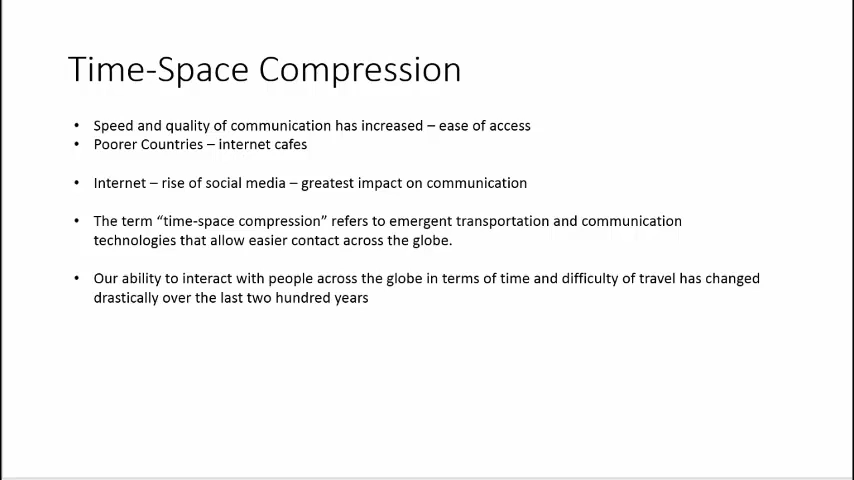 Time-Space Compression
• Speed and quality of communication has increased – ease of access
• Poorer Countries – internet cafes
• Internet – rise of social media – greatest impact on communication
• The term “time-space compression” refers to emergent transportation and communication
technologies that allow easier contact across the globe.
• Our ability to interact with people across the globe in terms of time and difficulty of travel has changed
drastically over the last two hundred years